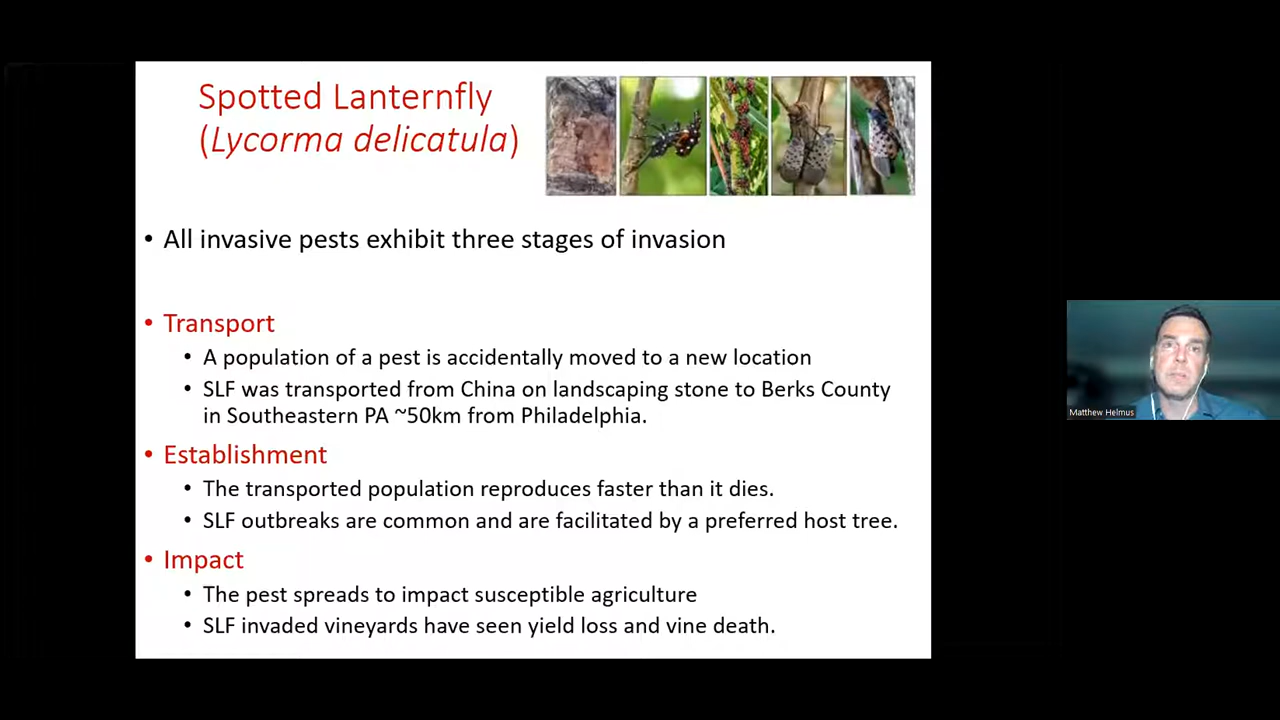 Spotted Lanternfly
(Lycorma delicatula)
• All invasive pests exhibit three stages of invasion
• Transport
• A population of a pest is accidentally moved to a new location
• SLF was transported from China on landscaping stone to Berks County
in Southeastern PA ~50km from Philadelphia.
• Establishment
• The transported population reproduces faster than it dies.
• SLF outbreaks are common and are facilitated by a preferred host tree.
• Impact
• The pest spreads to impact susceptible agriculture
• SLF invaded vineyards have seen yield loss and vine death.
Matthew Helmus